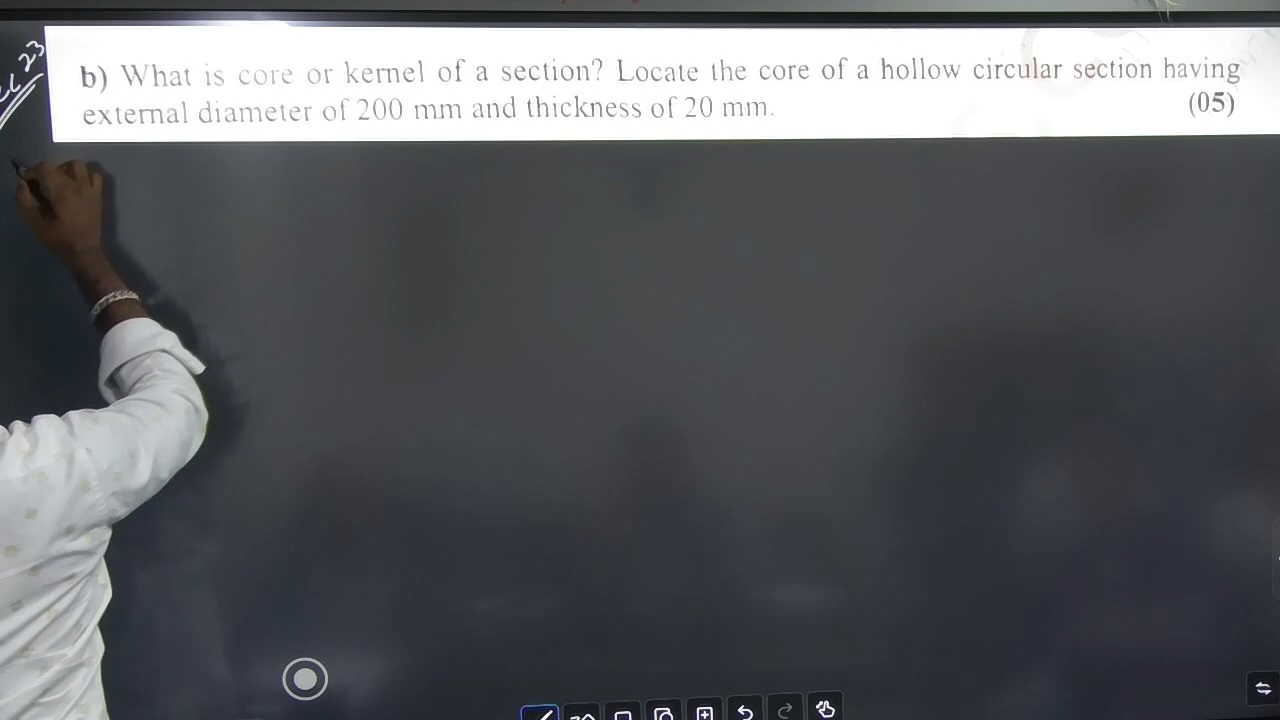 23
b) What is core or kernel of a section? Locate the core of a hollow circular section having
external diameter of 200 mm and thickness of 20 mm.
(05)